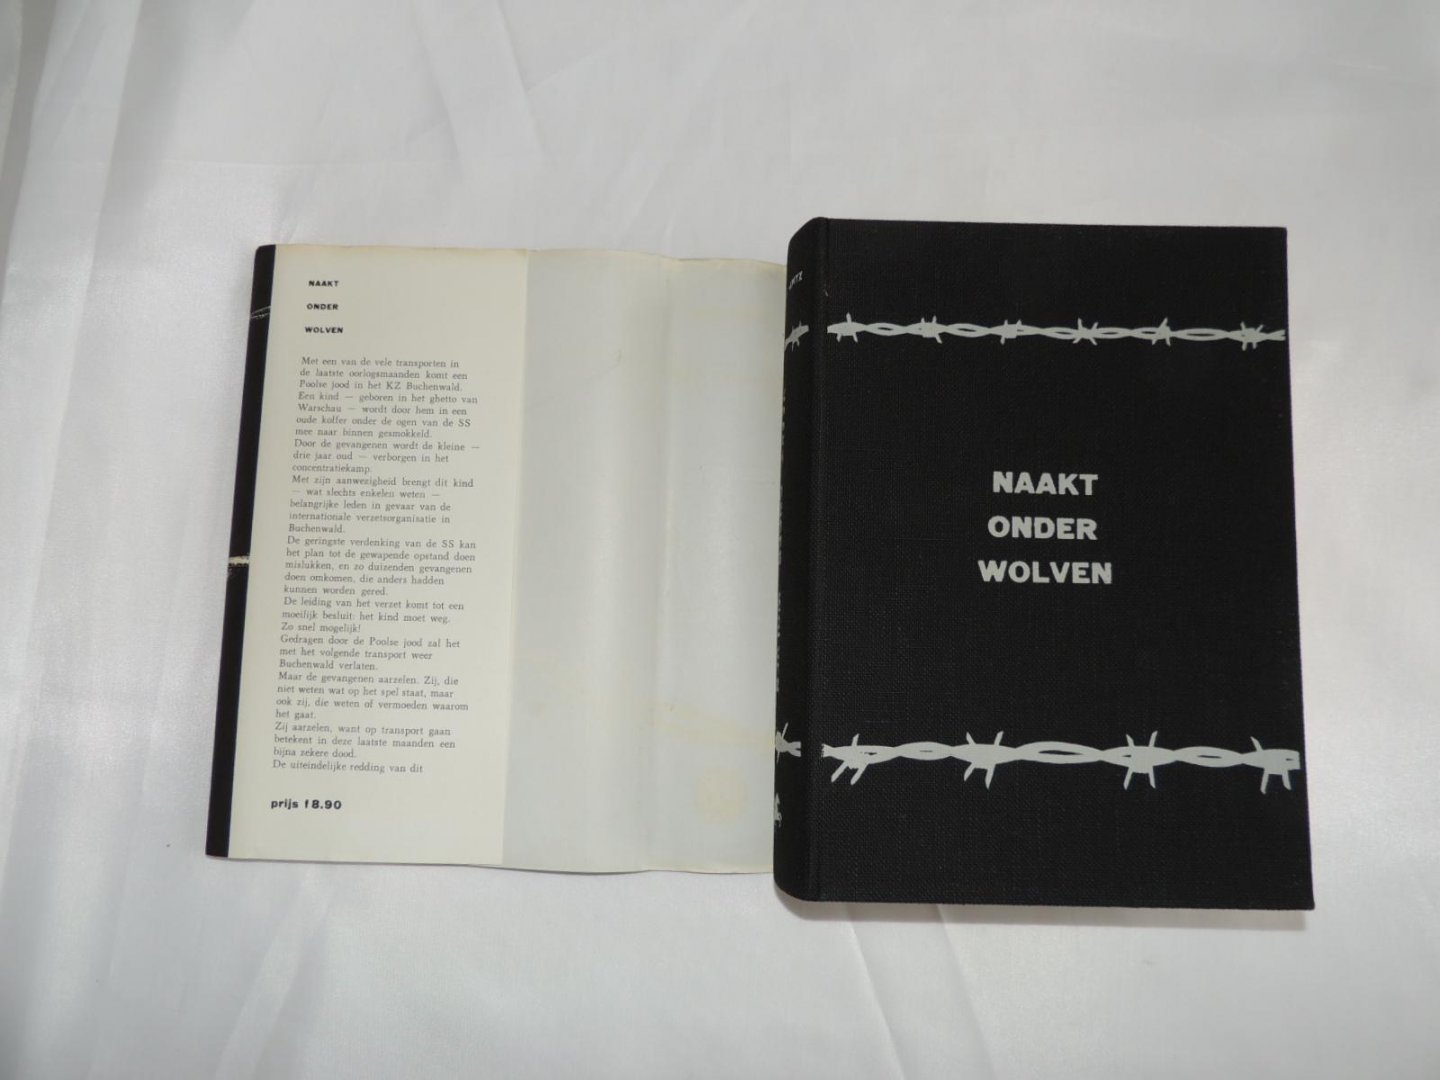 NAAKT
ONDER
WOLVEN
Met een van de vele transporten in
de laatste oorlogsmaanden komt een
Poolse jood in het KZ Buchenwald.
Een kind — geboren in het ghetto van
Warschau — wordt door hem in een
oude koffer onder de ogen van de SS
mee naar binnen gesmokkeld.
Door de gevangenen wordt de kleine —
drie jaar oud — verborgen in het
concentratiekamp.
Met zijn aanwezigheid brengt dit kind
— wat slechts enkelen weten —
belangrijke leden in gevaar van de
internationale verzetsorganisatie in
Buchenwald.
De geringste verdenking van de SS kan
het plan tot de gewapende opstand doen
mislukken, en zo duizenden gevangenen
doen omkomen, die anders hadden
kunnen worden gered.
De leiding van het verzet komt tot een
moeilijk besluit: het kind moet weg.
Zo snel mogelijk!
Gedragen door de Poolse jood zal het
met het volgende transport weer
Buchenwald verlaten.
Maar de gevangenen aarzelen. Zij, die
niet weten wat op het spel staat, maar
ook zij, die weten of vermoeden waarom
het gaat.
Zij aarzelen, want op transport gaan
betekent in deze laatste maanden een
bijna zekere dood.
De uiteindelijke redding van dit
prijs f 8.90
NAAKT
ONDER
WOLVEN